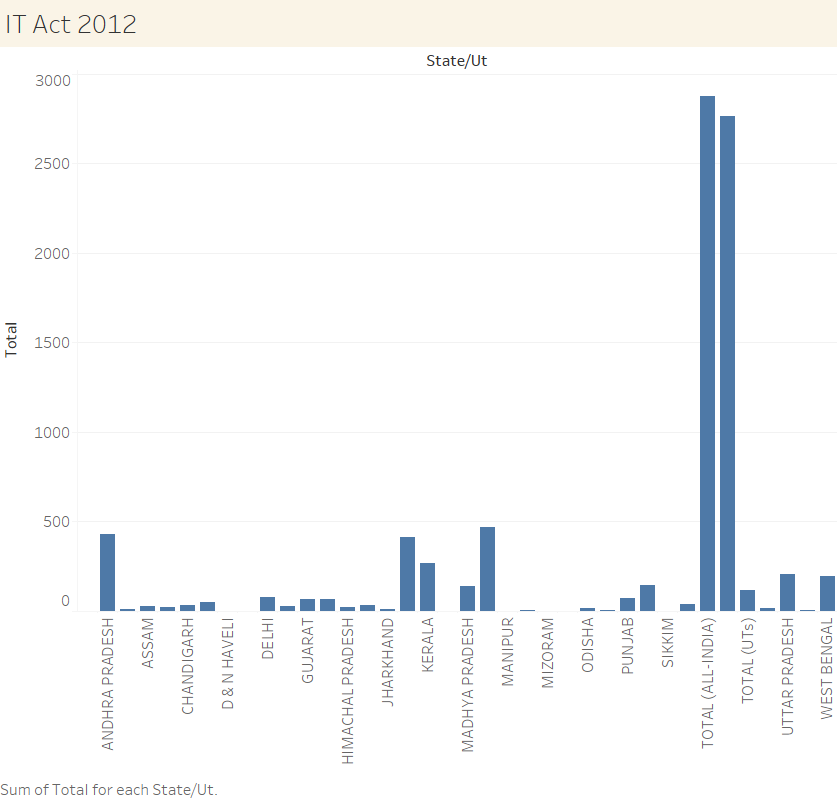 IT Act 2012
State/Ut
3000
2500
2000
1500
1000
500
0
Total
ANDHRA PRADESH
ASSAM
CHANDIGARH
D & N HAVELI
DELHI
GUJARAT
HIMACHAL PRADESH
JHARKHAND
KERALA
MADHYA PRADESH
MANIPUR
MIZORAM
ODISHA
PUNJAB
SIKKIM
TOTAL (ALL-INDIA)
TOTAL (UTs)
UTTAR PRADESH
WEST BENGAL
Sum of Total for each State/Ut.